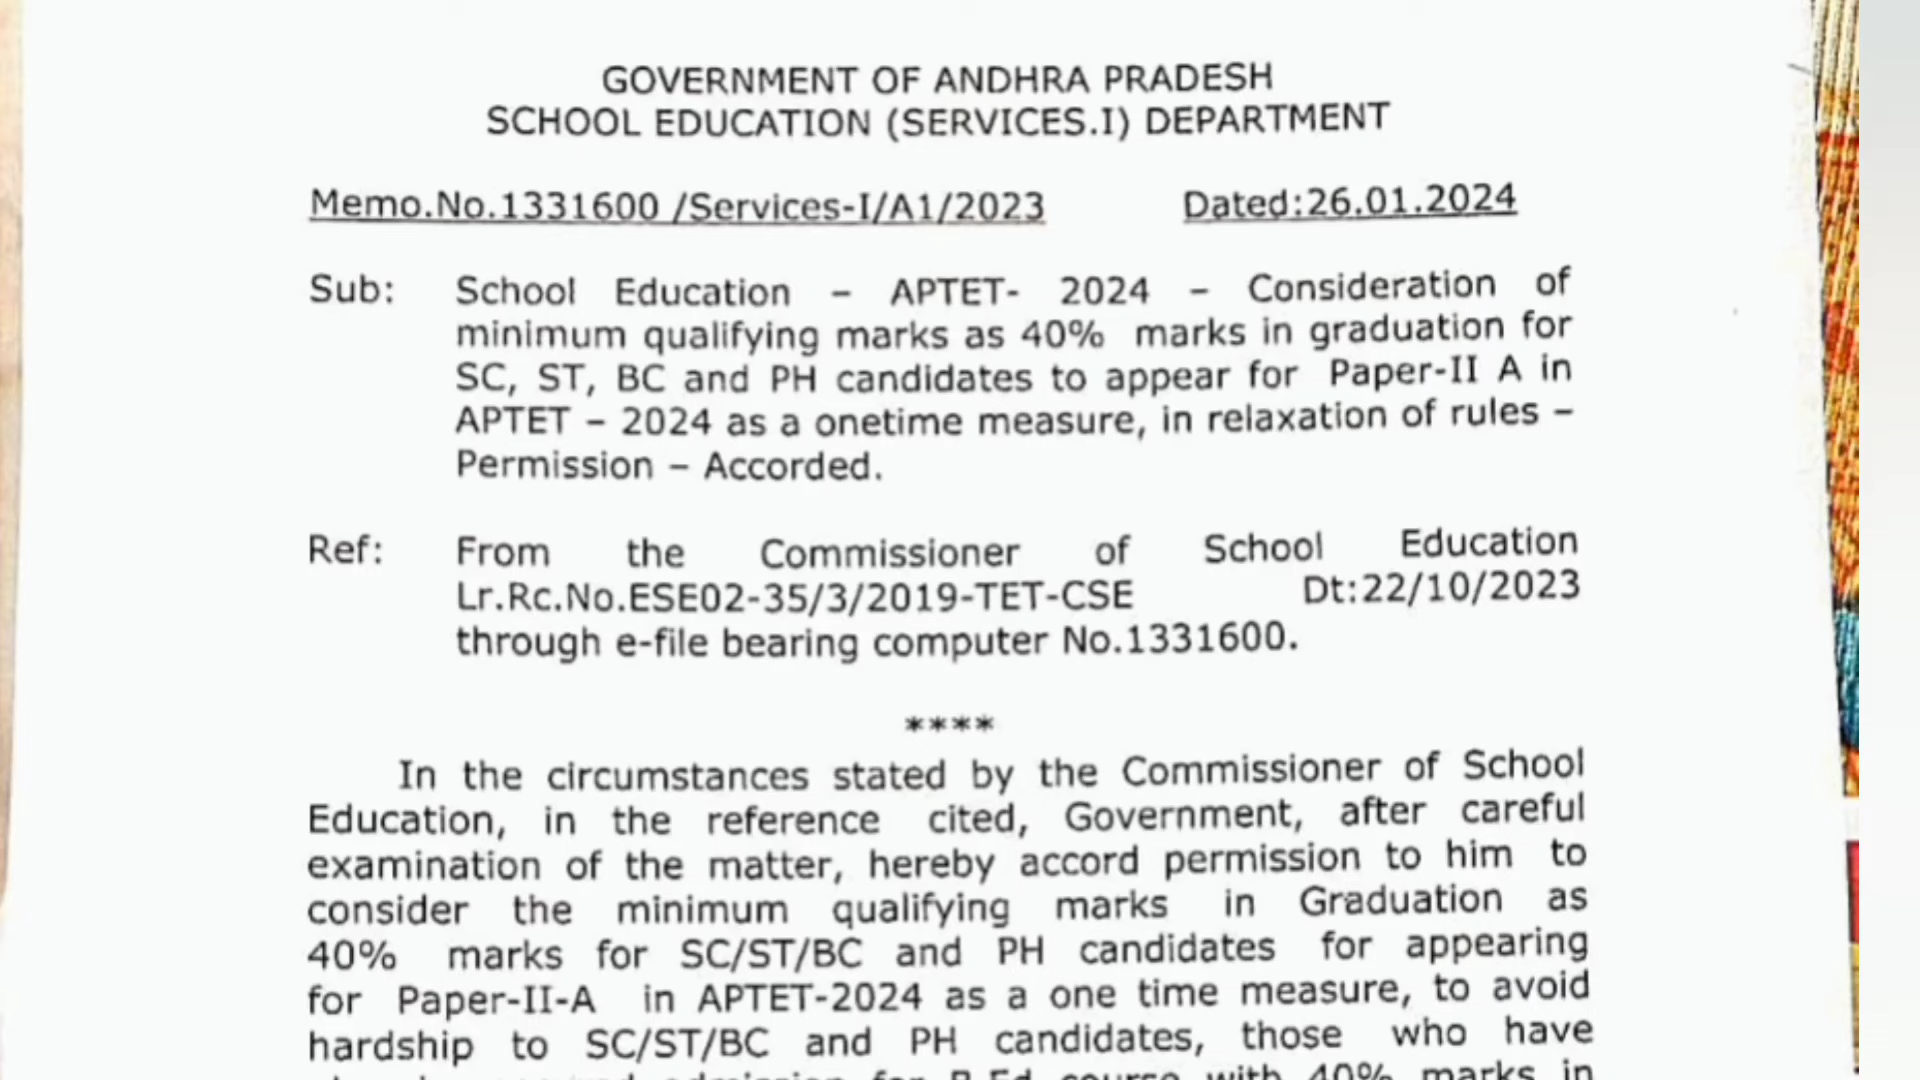 GOVERNMENT OF ANDHRA PRADESH
SCHOOL EDUCATION (SERVICES.I) DEPARTMENT
Memo.No.1331600 /Services-I/A1/2023 Dated:26.01.2024
Sub: School Education – APTET- 2024 – Consideration of
minimum qualifying marks as 40% marks in graduation for
SC, ST, BC and PH candidates to appear for Paper-II A in
APTET – 2024 as a onetime measure, in relaxation of rules –
Permission – Accorded.
Ref: From the Commissioner of School Education
Lr.Rc.No.ESE02-35/3/2019-TET-CSE Dt:22/10/2023
through e-file bearing computer No.1331600.
****
In the circumstances stated by the Commissioner of School
Education, in the reference cited, Government, after careful
examination of the matter, hereby accord permission to him to
consider the minimum qualifying marks in Graduation as
40% marks for SC/ST/BC and PH candidates for appearing
for Paper-II-A in APTET-2024 as a one time measure, to avoid
hardship to SC/ST/BC and PH candidates, those who have
admission for B.Ed course with 40% marks in